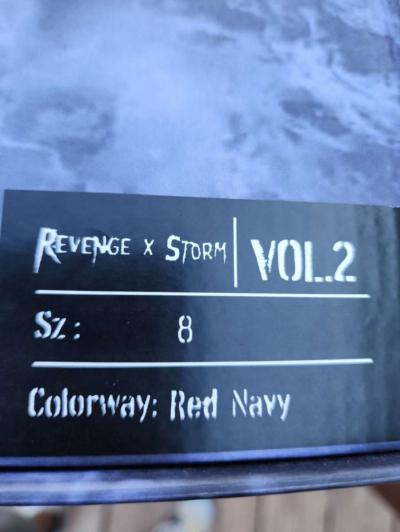 REVENGE X STORM VOL.2
Sz: 8
Colorway: Red Navy